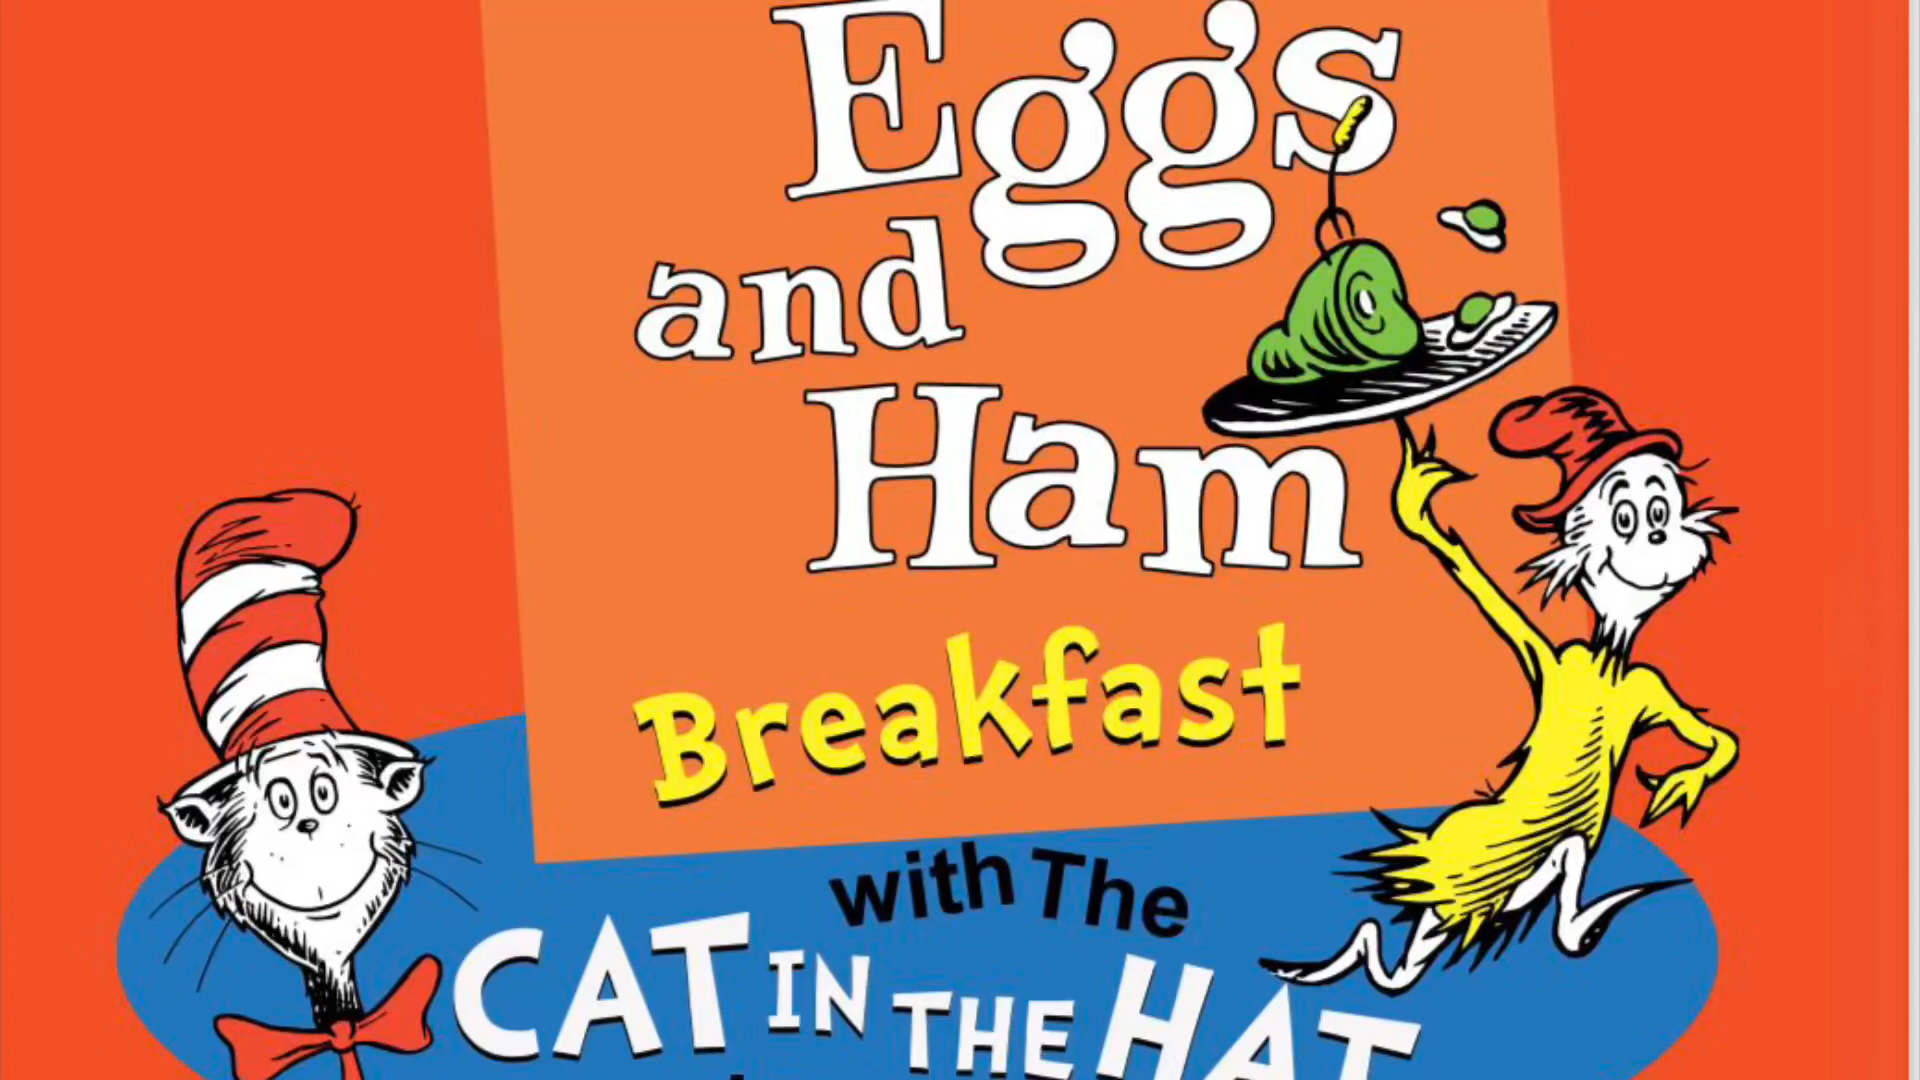 Eggs
and
Ham
Breakfast
with The
CAT IN THE HAT